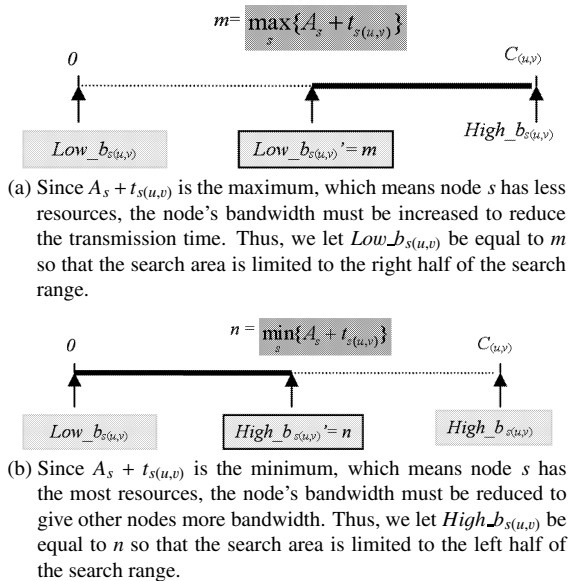 m= max_s{A_s + t_s(u,v)}
0 C_(u,v)
Low_b_s(u,v) Low_b_s(u,v)'= m High_b_s(u,v)
(a) Since A_s + t_s(u,v) is the maximum, which means node s has less
resources, the node's bandwidth must be increased to reduce
the transmission time. Thus, we let Low_b_s(u,v) be equal to m
so that the search area is limited to the right half of the search
range.
n = min_s{A_s + t_s(u,v)}
0 C_(u,v)
Low_b_s(u,v) High_b_s(u,v)'= n High_b_s(u,v)
(b) Since A_s + t_s(u,v) is the minimum, which means node s has
the most resources, the node's bandwidth must be reduced to
give other nodes more bandwidth. Thus, we let High_b_s(u,v) be
equal to n so that the search area is limited to the left half of
the search range.